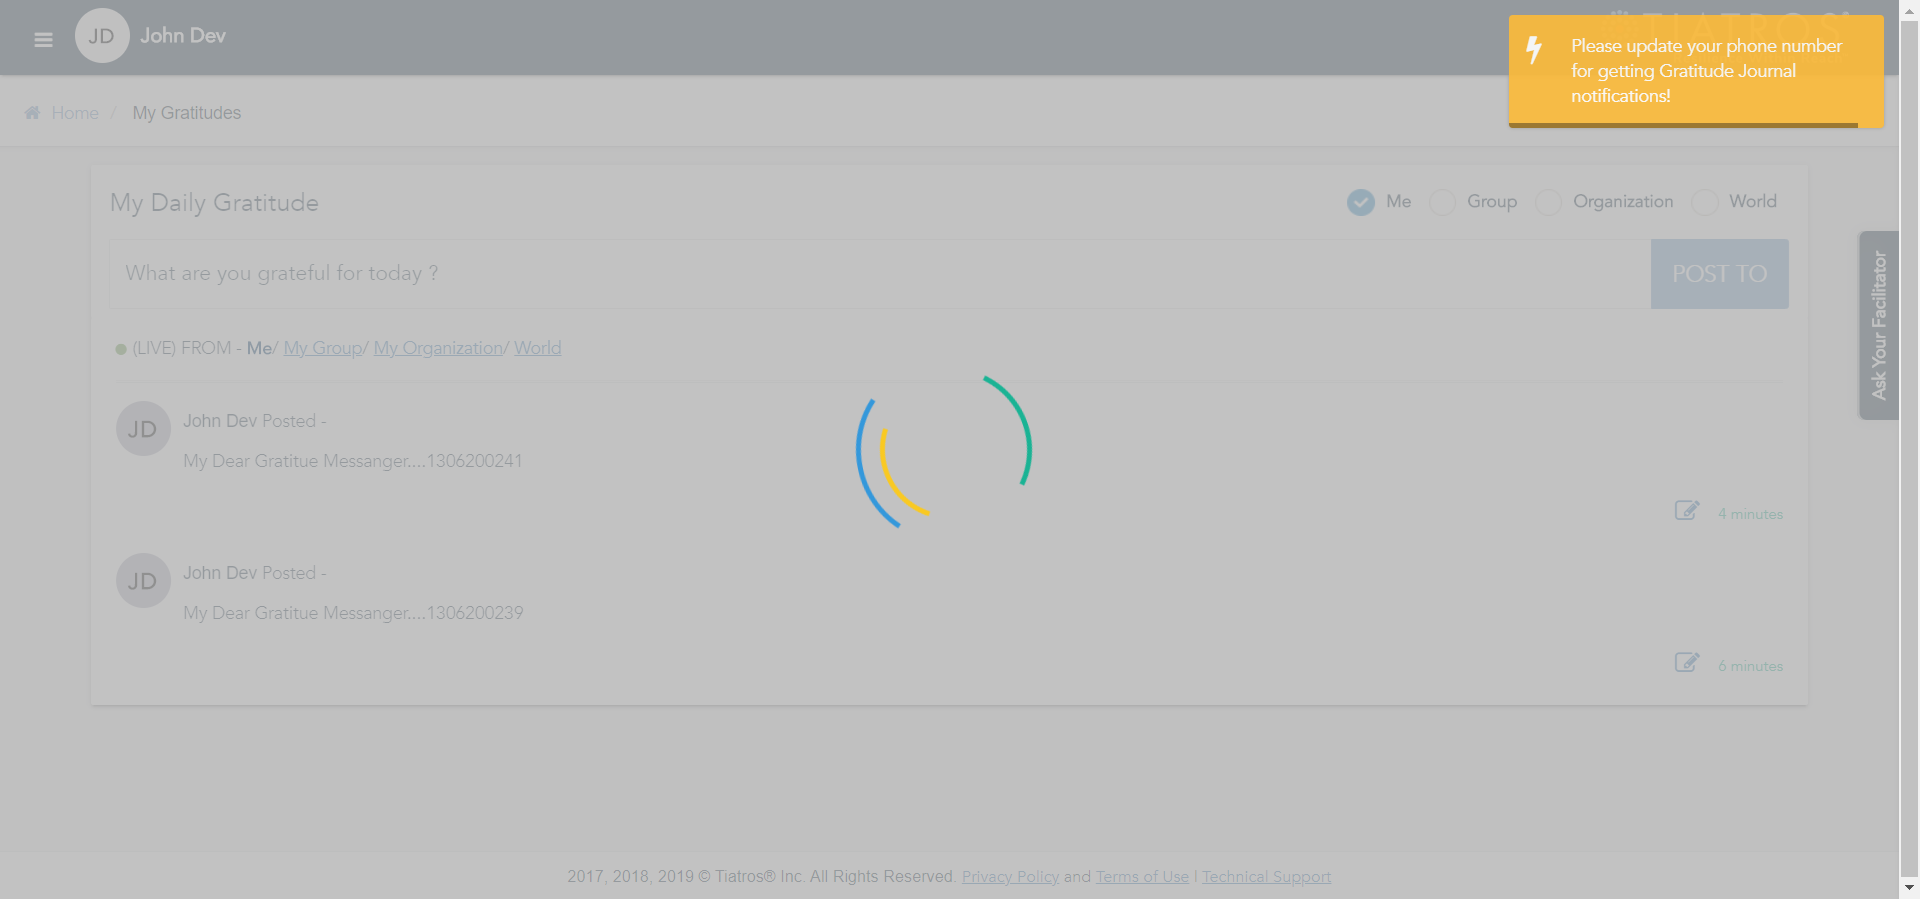 JD John Dev
TIATROS
Please update your phone number
for getting Gratitude Journal
notifications!
Home / My Gratitudes
My Daily Gratitude
Me Group Organization World
What are you grateful for today ?
POST TO
Ask Your Facilitator
(LIVE) FROM - Me/ My Group/ My Organization/ World
JD John Dev Posted -
My Dear Gratitue Messanger....1306200241
4 minutes
JD John Dev Posted -
My Dear Gratitue Messanger....1306200239
6 minutes
2017, 2018, 2019 © Tiatros® Inc. All Rights Reserved. Privacy Policy and Terms of Use | Technical Support